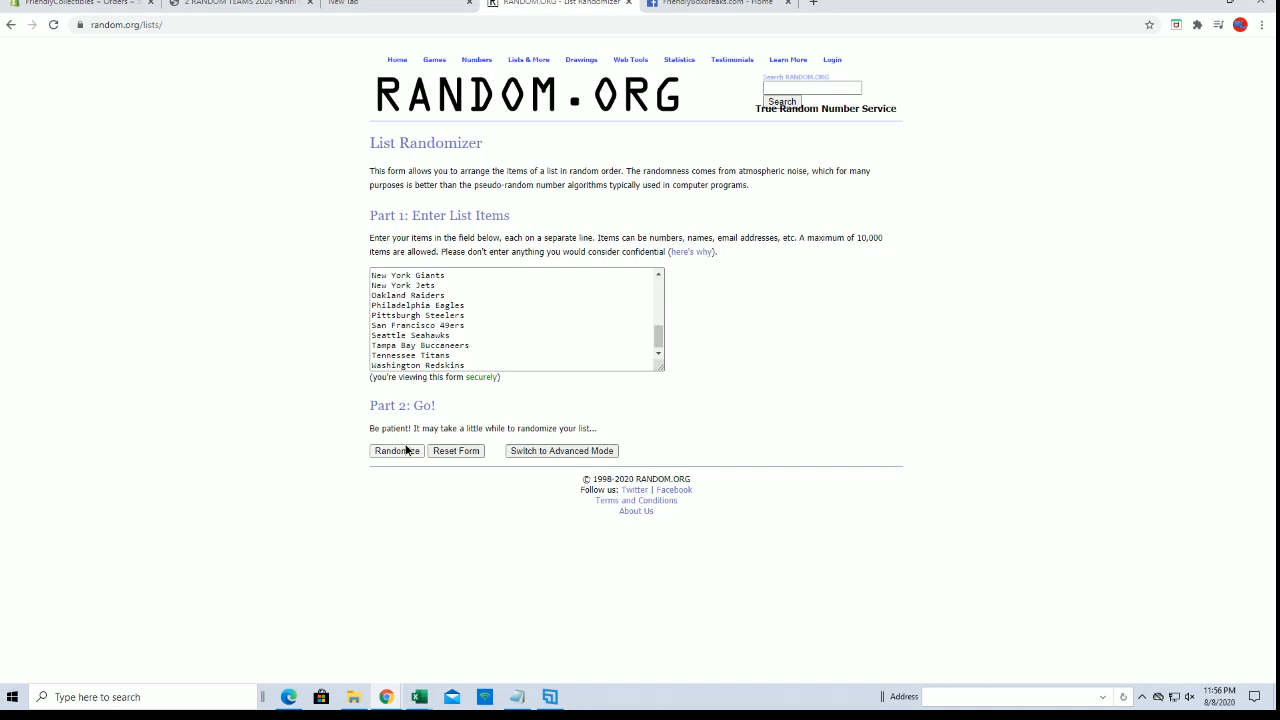 FriendlyCollectibles ~ Orders ~ S
2 RANDOM TEAMS 2020 Panini
New Tab
RANDOM.ORG - List Randomizer
FriendlyBoxBreaks.com - Home
random.org/lists/
Home Games Numbers Lists & More Drawings Web Tools Statistics Testimonials Learn More Login
RANDOM.ORG
Search RANDOM.ORG
Search
True Random Number Service
List Randomizer
This form allows you to arrange the items of a list in random order. The randomness comes from atmospheric noise, which for many
purposes is better than the pseudo-random number algorithms typically used in computer programs.
Part 1: Enter List Items
Enter your items in the field below, each on a separate line. Items can be numbers, names, email addresses, etc. A maximum of 10,000
items are allowed. Please don't enter anything you would consider confidential (here's why).
New York Giants
New York Jets
Oakland Raiders
Philadelphia Eagles
Pittsburgh Steelers
San Francisco 49ers
Seattle Seahawks
Tampa Bay Buccaneers
Tennessee Titans
Washington Redskins
(you're viewing this form securely)
Part 2: Go!
Be patient! It may take a little while to randomize your list...
Randomize Reset Form Switch to Advanced Mode
© 1998-2020 RANDOM.ORG
Follow us: Twitter | Facebook
Terms and Conditions
About Us
Type here to search
Address
11:56 PM
8/8/2020